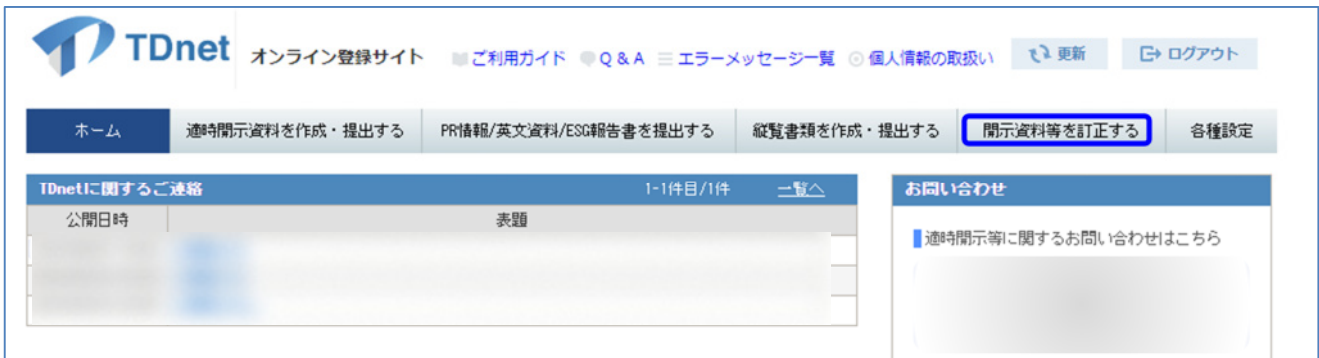 TDnet オンライン登録サイト ご利用ガイド Q & A エラーメッセージ一覧 個人情報の取扱い 更新 ログアウト
ホーム 適時開示資料を作成・提出する PR情報/英文資料/ESG報告書を提出する 縦覧書類を作成・提出する 開示資料等を訂正する 各種設定
TDnetに関するご連絡 1-1件目/1件 一覧へ
公開日時 表題
お問い合わせ
適時開示等に関するお問い合わせはこちら